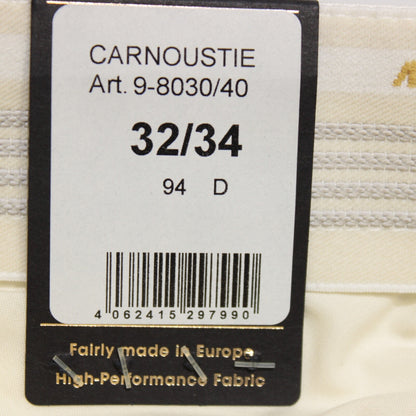 CARNOUSTIE
Art. 9-8030/40
32/34
94 D
4 062415 297990
Fairly made in Europe
High-Performance Fabric